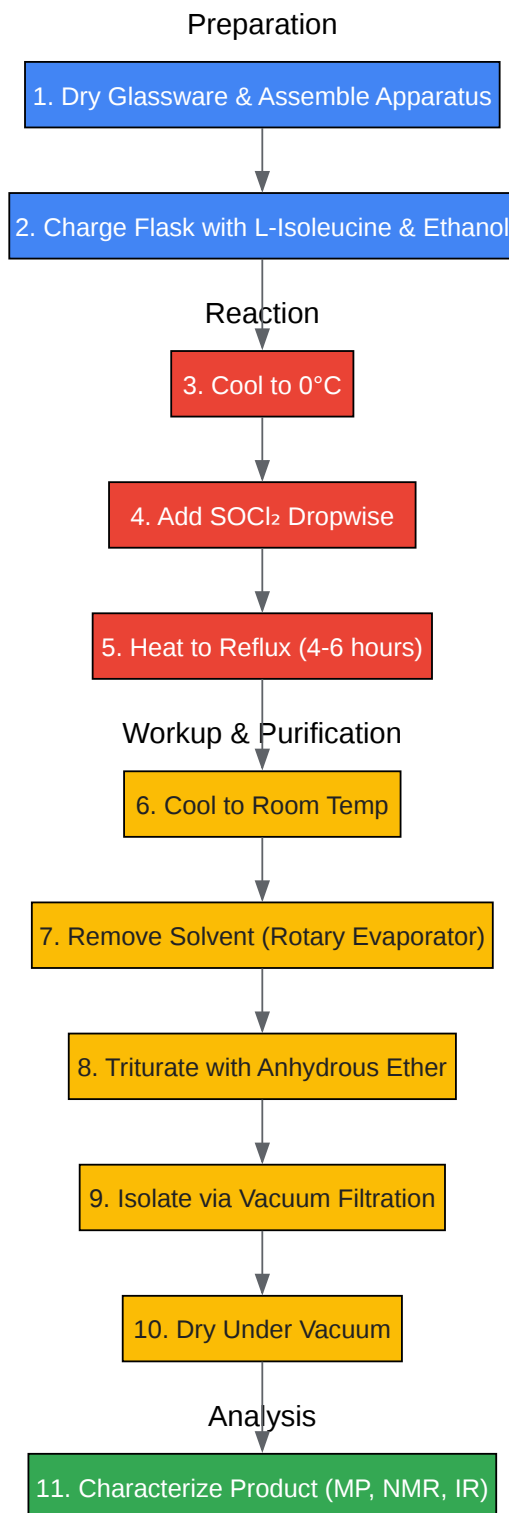 Preparation
1. Dry Glassware & Assemble Apparatus
2. Charge Flask with L-Isoleucine & Ethanol
Reaction
3. Cool to 0°C
4. Add SOCl₂ Dropwise
5. Heat to Reflux (4-6 hours)
Workup & Purification
6. Cool to Room Temp
7. Remove Solvent (Rotary Evaporator)
8. Triturate with Anhydrous Ether
9. Isolate via Vacuum Filtration
10. Dry Under Vacuum
Analysis
11. Characterize Product (MP, NMR, IR)